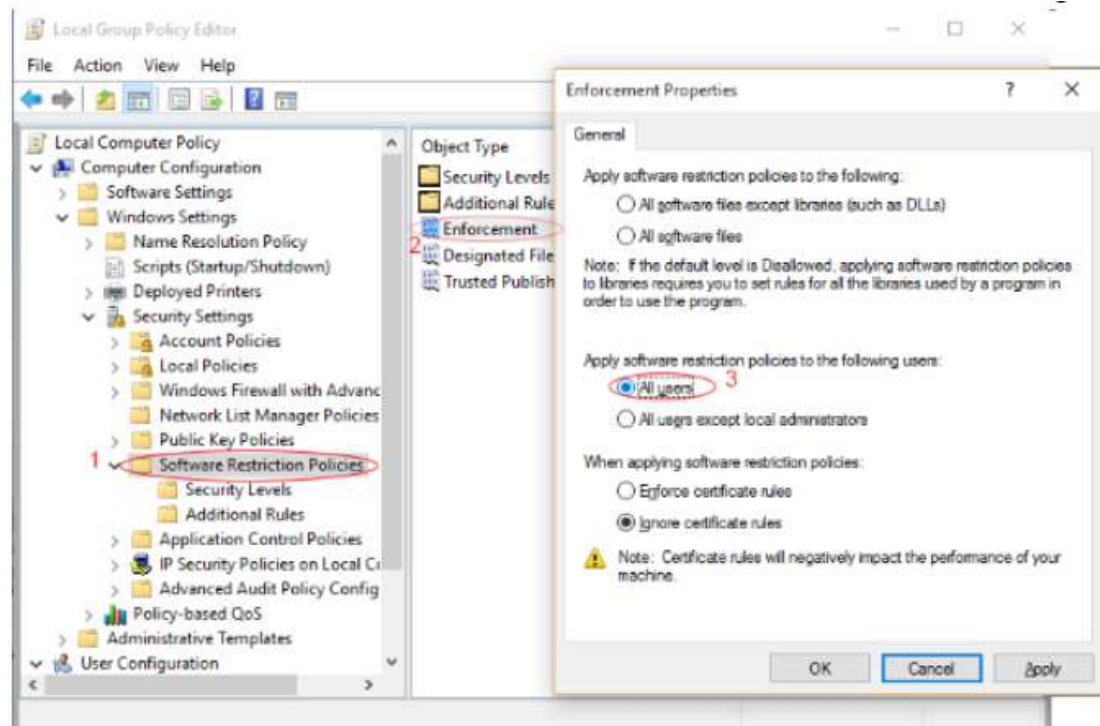 Local Group Policy Editor
File Action View Help
Local Computer Policy
Computer Configuration
Software Settings
Windows Settings
Name Resolution Policy
Scripts (Startup/Shutdown)
Deployed Printers
Security Settings
Account Policies
Local Policies
Windows Firewall with Advanc
Network List Manager Policies
Public Key Policies
1 Software Restriction Policies
Security Levels
Additional Rules
Application Control Policies
IP Security Policies on Local Co
Advanced Audit Policy Config
Policy-based QoS
Administrative Templates
User Configuration
Object Type
Security Levels
Additional Rule
Enforcement
2
Designated File
Trusted Publish
Enforcement Properties ? X
General
Apply software restriction policies to the following:
All software files except libraries (such as DLLs)
All software files
Note: If the default level is Disallowed, applying software restriction policies
to libraries requires you to set rules for all the libraries used by a program in
order to use the program.
Apply software restriction policies to the following users:
All users 3
All users except local administrators
When applying software restriction policies:
Enforce certificate rules
Ignore certificate rules
Note: Certificate rules will negatively impact the performance of your
machine.
OK Cancel Apply